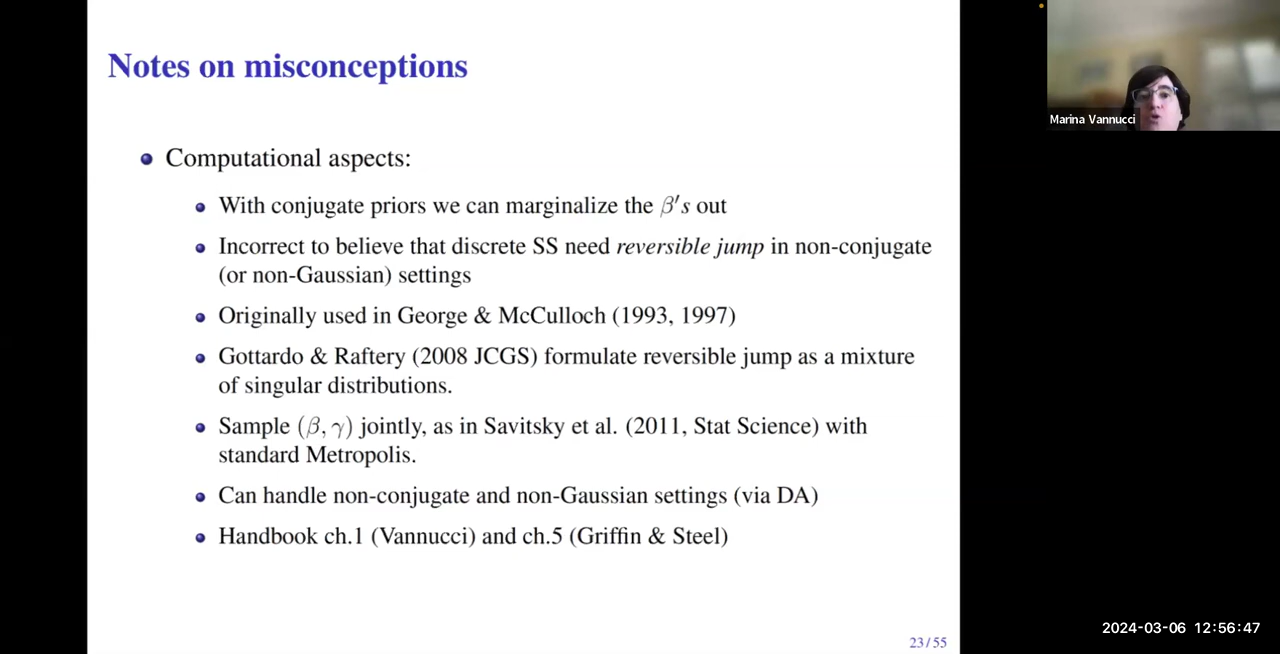 Notes on misconceptions
Computational aspects:
With conjugate priors we can marginalize the β′s out
Incorrect to believe that discrete SS need reversible jump in non-conjugate
(or non-Gaussian) settings
Originally used in George & McCulloch (1993, 1997)
Gottardo & Raftery (2008 JCGS) formulate reversible jump as a mixture
of singular distributions.
Sample (β, γ) jointly, as in Savitsky et al. (2011, Stat Science) with
standard Metropolis.
Can handle non-conjugate and non-Gaussian settings (via DA)
Handbook ch.1 (Vannucci) and ch.5 (Griffin & Steel)
23/55
Marina Vannucci
2024-03-06 12:56:47